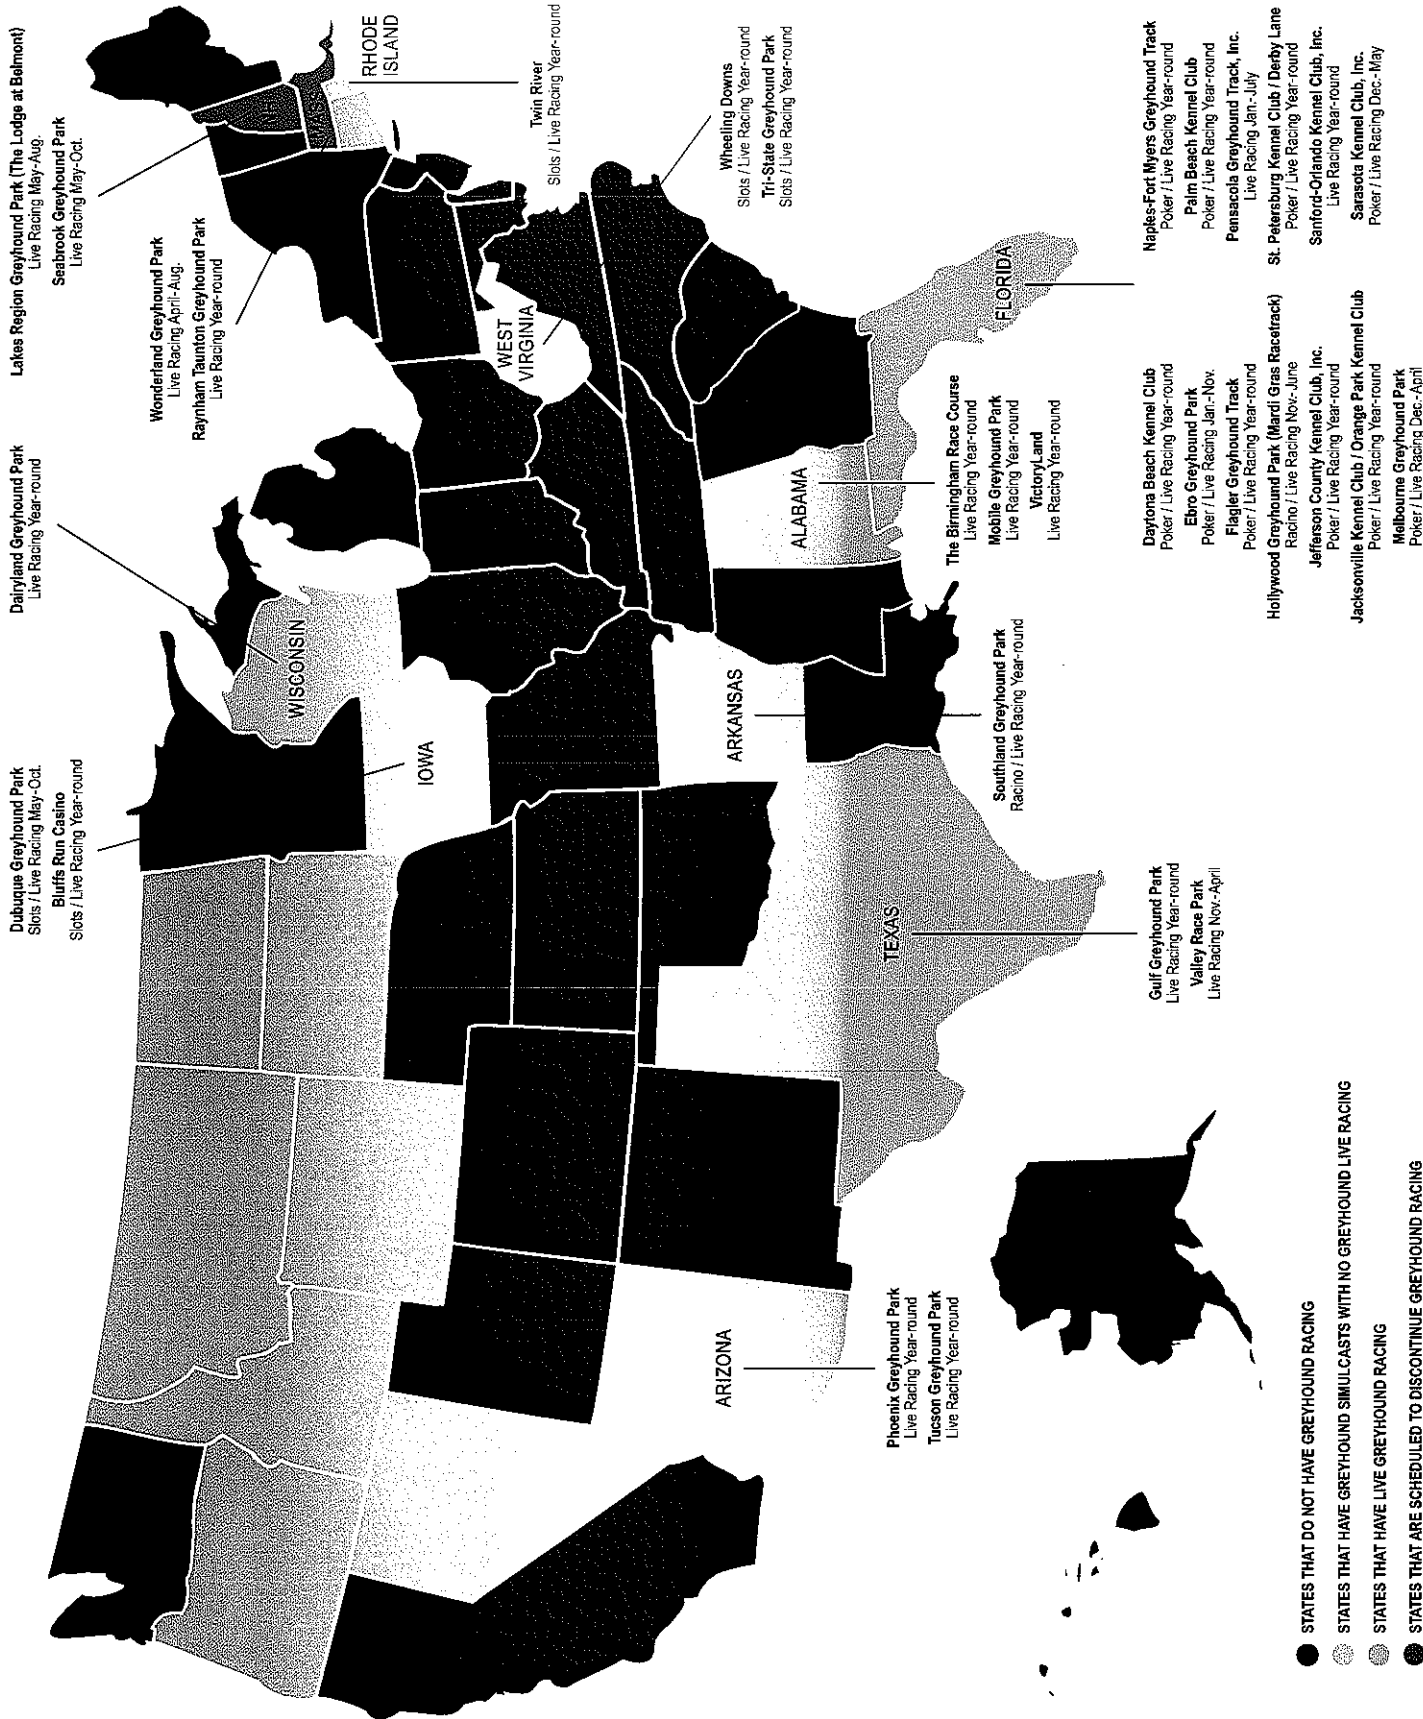 Dubuque Greyhound Park
Slots / Live Racing May-Oct.
Bluffs Run Casino
Slots / Live Racing Year-round
Dairyland Greyhound Park
Live Racing Year-round
Lakes Region Greyhound Park (The Lodge at Belmont)
Live Racing May-Aug.
Seabrook Greyhound Park
Live Racing May-Oct.
Wonderland Greyhound Park
Live Racing April-Aug.
Raynham Taunton Greyhound Park
Live Racing Year-round
NH
MASS
RHODE
ISLAND
Twin River
Slots / Live Racing Year-round
Wheeling Downs
Slots / Live Racing Year-round
Tri-State Greyhound Park
Slots / Live Racing Year-round
WISCONSIN
IOWA
WEST
VIRGINIA
ARKANSAS
ALABAMA
FLORIDA
TEXAS
ARIZONA
Phoenix Greyhound Park
Live Racing Year-round
Tucson Greyhound Park
Live Racing Year-round
Gulf Greyhound Park
Live Racing Year-round
Valley Race Park
Live Racing Nov.-April
Southland Greyhound Park
Racino / Live Racing Year-round
The Birmingham Race Course
Live Racing Year-round
Mobile Greyhound Park
Live Racing Year-round
VictoryLand
Live Racing Year-round
Daytona Beach Kennel Club
Poker / Live Racing Year-round
Ebro Greyhound Park
Poker / Live Racing Jan.-Nov.
Flagler Greyhound Track
Poker / Live Racing Year-round
Hollywood Greyhound Park (Mardi Gras Racetrack)
Racino / Live Racing Nov.-June
Jefferson County Kennel Club, Inc.
Poker / Live Racing Year-round
Jacksonville Kennel Club / Orange Park Kennel Club
Poker / Live Racing Year-round
Melbourne Greyhound Park
Poker / Live Racing Dec.-April
Naples-Fort Myers Greyhound Track
Poker / Live Racing Year-round
Palm Beach Kennel Club
Poker / Live Racing Year-round
Pensacola Greyhound Track, Inc.
Live Racing Jan.-July
St. Petersburg Kennel Club / Derby Lane
Poker / Live Racing Year-round
Sanford-Orlando Kennel Club, Inc.
Live Racing Year-round
Sarasota Kennel Club, Inc.
Poker / Live Racing Dec.-May
STATES THAT DO NOT HAVE GREYHOUND RACING
STATES THAT HAVE GREYHOUND SIMULCASTS WITH NO GREYHOUND LIVE RACING
STATES THAT HAVE LIVE GREYHOUND RACING
STATES THAT ARE SCHEDULED TO DISCONTINUE GREYHOUND RACING